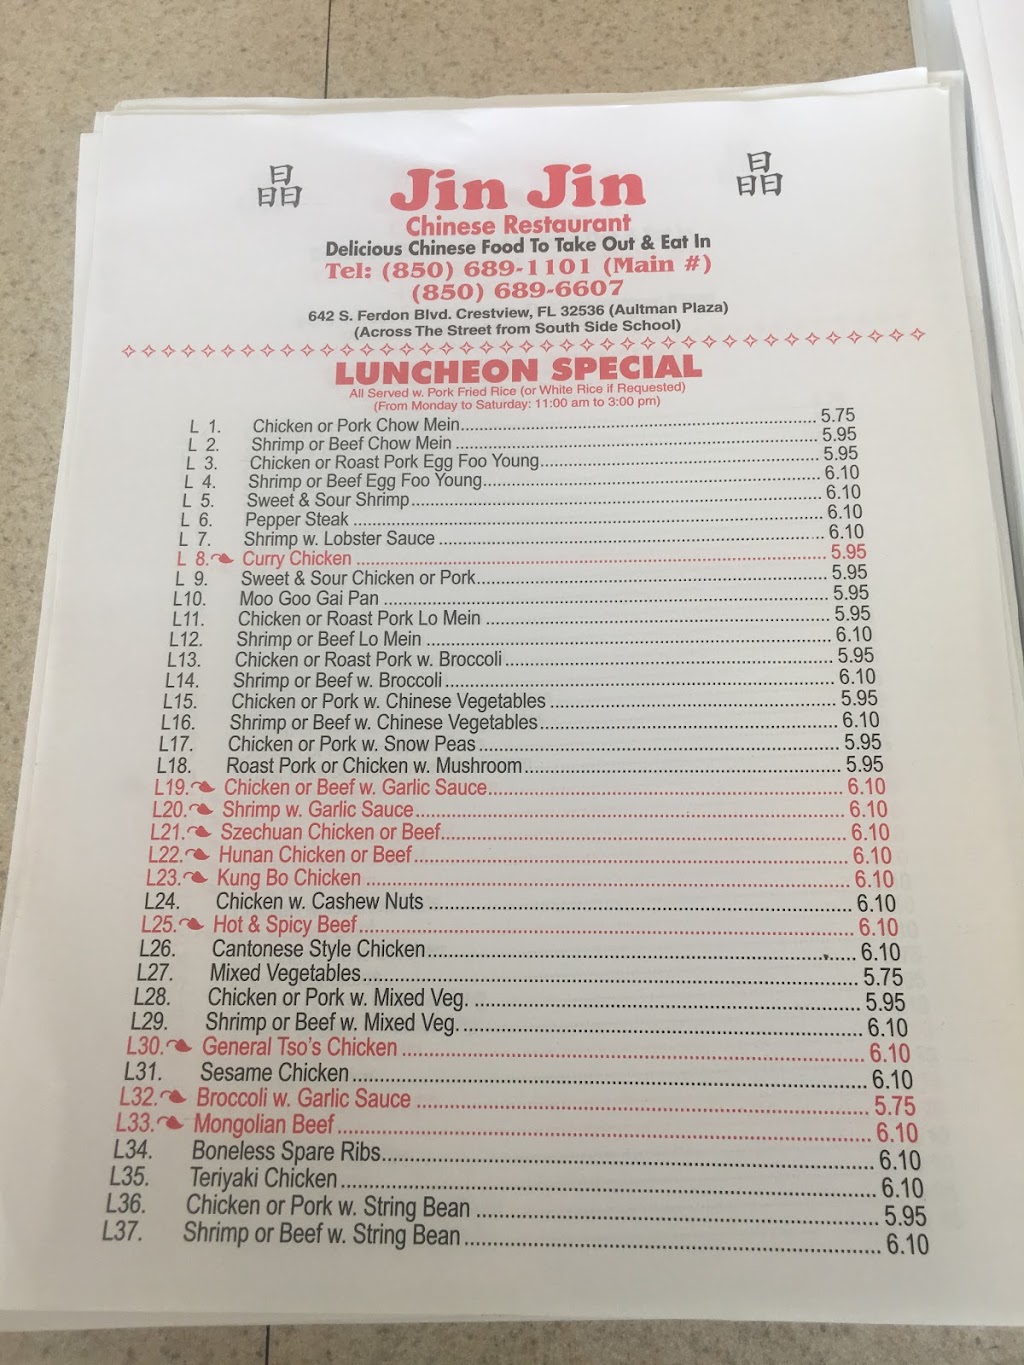 晶 Jin Jin 晶
Chinese Restaurant
Delicious Chinese Food To Take Out & Eat In
Tel: (850) 689-1101 (Main #)
(850) 689-6607
642 S. Ferdon Blvd. Crestview, FL 32536 (Aultman Plaza)
(Across The Street from South Side School)
LUNCHEON SPECIAL
All Served w. Pork Fried Rice (or White Rice if Requested)
(From Monday to Saturday: 11:00 am to 3:00 pm)
L 1. Chicken or Pork Chow Mein 5.75
L 2. Shrimp or Beef Chow Mein 5.95
L 3. Chicken or Roast Pork Egg Foo Young 5.95
L 4. Shrimp or Beef Egg Foo Young 6.10
L 5. Sweet & Sour Shrimp 6.10
L 6. Pepper Steak 6.10
L 7. Shrimp w. Lobster Sauce 6.10
L 8. Curry Chicken 5.95
L 9. Sweet & Sour Chicken or Pork 5.95
L10. Moo Goo Gai Pan 5.95
L11. Chicken or Roast Pork Lo Mein 5.95
L12. Shrimp or Beef Lo Mein 6.10
L13. Chicken or Roast Pork w. Broccoli 5.95
L14. Shrimp or Beef w. Broccoli 6.10
L15. Chicken or Pork w. Chinese Vegetables 5.95
L16. Shrimp or Beef w. Chinese Vegetables 6.10
L17. Chicken or Pork w. Snow Peas 5.95
L18. Roast Pork or Chicken w. Mushroom 5.95
L19. Chicken or Beef w. Garlic Sauce 6.10
L20. Shrimp w. Garlic Sauce 6.10
L21. Szechuan Chicken or Beef 6.10
L22. Hunan Chicken or Beef 6.10
L23. Kung Bo Chicken 6.10
L24. Chicken w. Cashew Nuts 6.10
L25. Hot & Spicy Beef 6.10
L26. Cantonese Style Chicken 6.10
L27. Mixed Vegetables 5.75
L28. Chicken or Pork w. Mixed Veg. 5.95
L29. Shrimp or Beef w. Mixed Veg. 6.10
L30. General Tso's Chicken 6.10
L31. Sesame Chicken 6.10
L32. Broccoli w. Garlic Sauce 5.75
L33. Mongolian Beef 6.10
L34. Boneless Spare Ribs 6.10
L35. Teriyaki Chicken 6.10
L36. Chicken or Pork w. String Bean 5.95
L37. Shrimp or Beef w. String Bean 6.10